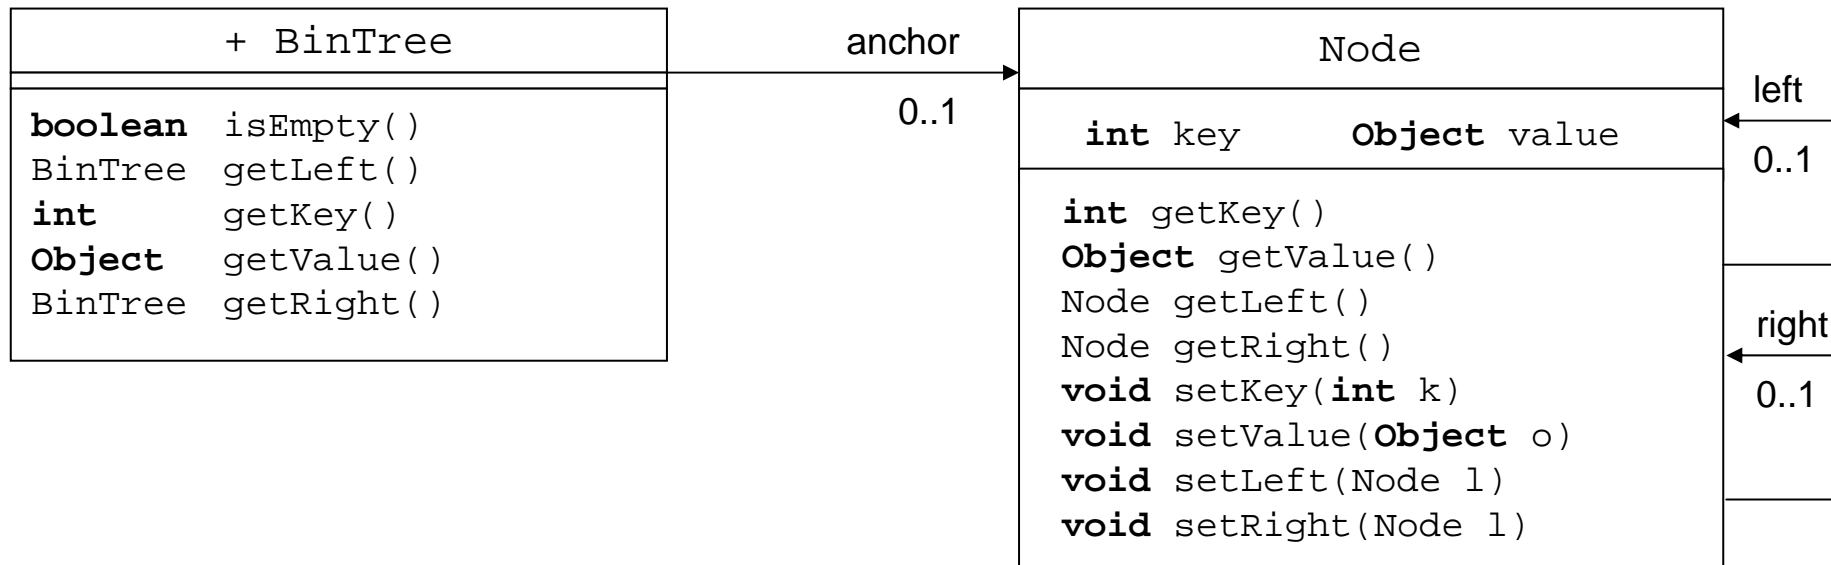 + BinTree
boolean isEmpty()
BinTree getLeft()
int getKey()
Object getValue()
BinTree getRight()
anchor
0..1
Node
int key Object value
int getKey()
Object getValue()
Node getLeft()
Node getRight()
void setKey(int k)
void setValue(Object o)
void setLeft(Node l)
void setRight(Node l)
left
0..1
right
0..1